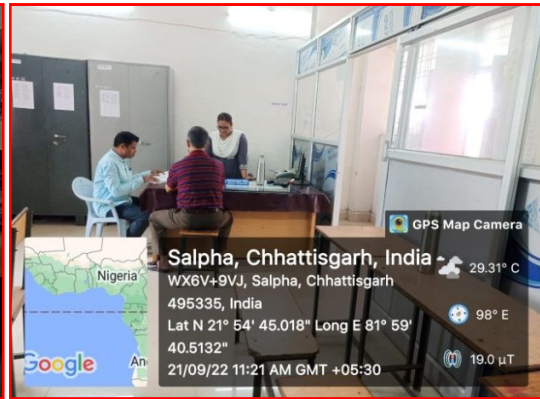 GPS Map Camera
Salpha, Chhattisgarh, India
29.31° C
WX6V+9VJ, Salpha, Chhattisgarh
495335, India
98° E
Lat N 21° 54' 45.018" Long E 81° 59'
40.5132"
19.0 µT
21/09/22 11:21 AM GMT +05:30
Nigeria
Google
An